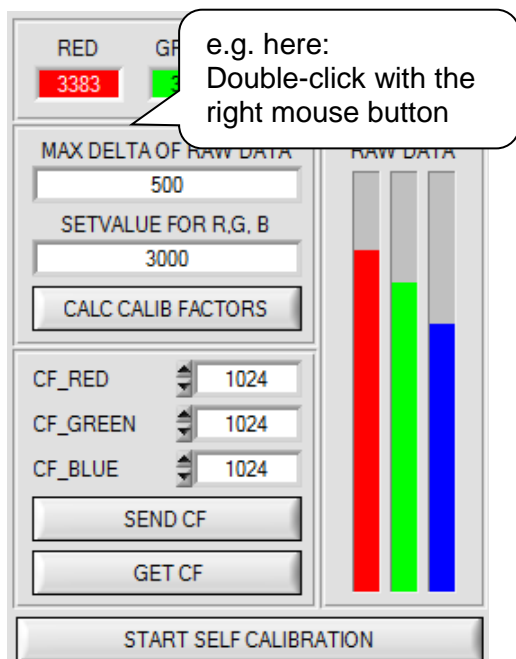 RED
e.g. here:
Double-click with the
right mouse button
3383
MAX DELTA OF RAW DATA
500
SETVALUE FOR R,G, B
3000
CALC CALIB FACTORS
RAW DATA
CF_RED 1024
CF_GREEN 1024
CF_BLUE 1024
SEND CF
GET CF
START SELF CALIBRATION